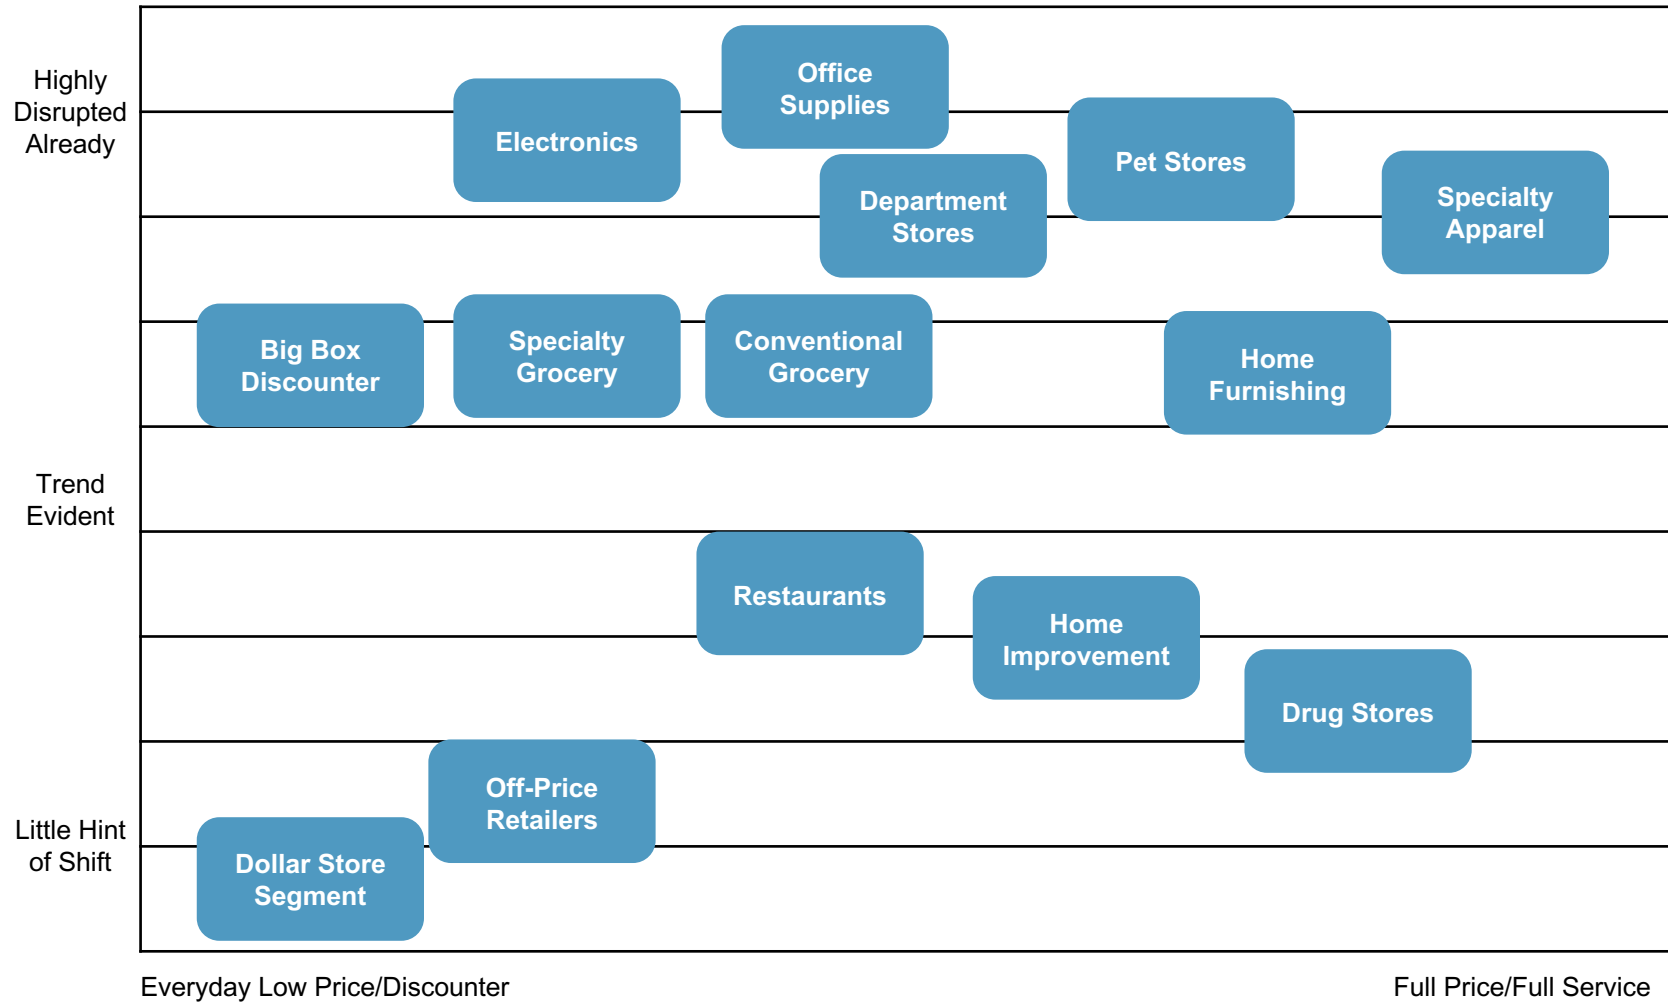 Highly
Disrupted
Already
Office
Supplies
Electronics
Pet Stores
Department
Stores
Specialty
Apparel
Big Box
Discounter
Specialty
Grocery
Conventional
Grocery
Home
Furnishing
Trend
Evident
Restaurants
Home
Improvement
Drug Stores
Off-Price
Retailers
Little Hint
of Shift
Dollar Store
Segment
Everyday Low Price/Discounter
Full Price/Full Service